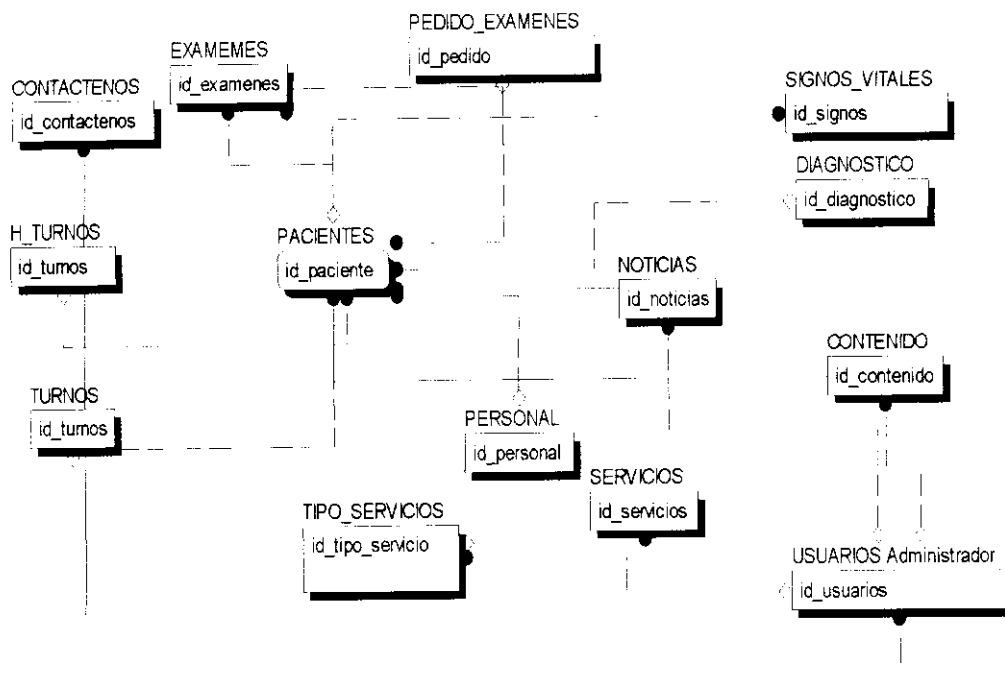 PEDIDO_EXAMENES
id_pedido
EXAMEMES
id_examenes
CONTACTENOS
id_contactenos
SIGNOS_VITALES
id_signos
DIAGNOSTICO
id_diagnostico
H_TURNOS
id_turnos
PACIENTES
id_paciente
NOTICIAS
id_noticias
CONTENIDO
id_contenido
TURNOS
id_turnos
PERSONAL
id_personal
SERVICIOS
id_servicios
TIPO_SERVICIOS
id_tipo_servicio
USUARIOS Administrador
id_usuarios